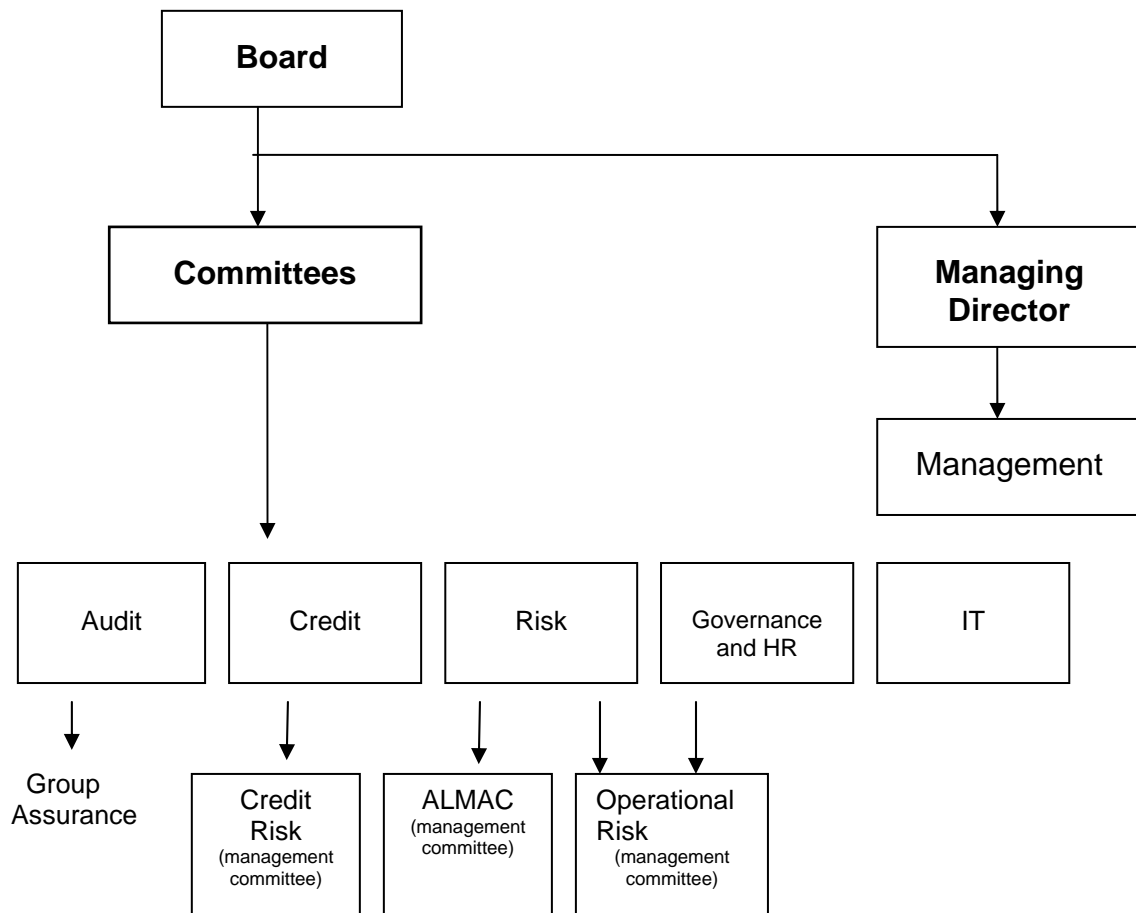 Board
Committees
Managing
Director
Management
Audit
Credit
Risk
Governance
and HR
IT
Group
Assurance
Credit
Risk
(management
committee)
ALMAC
(management
committee)
Operational
Risk
(management
committee)